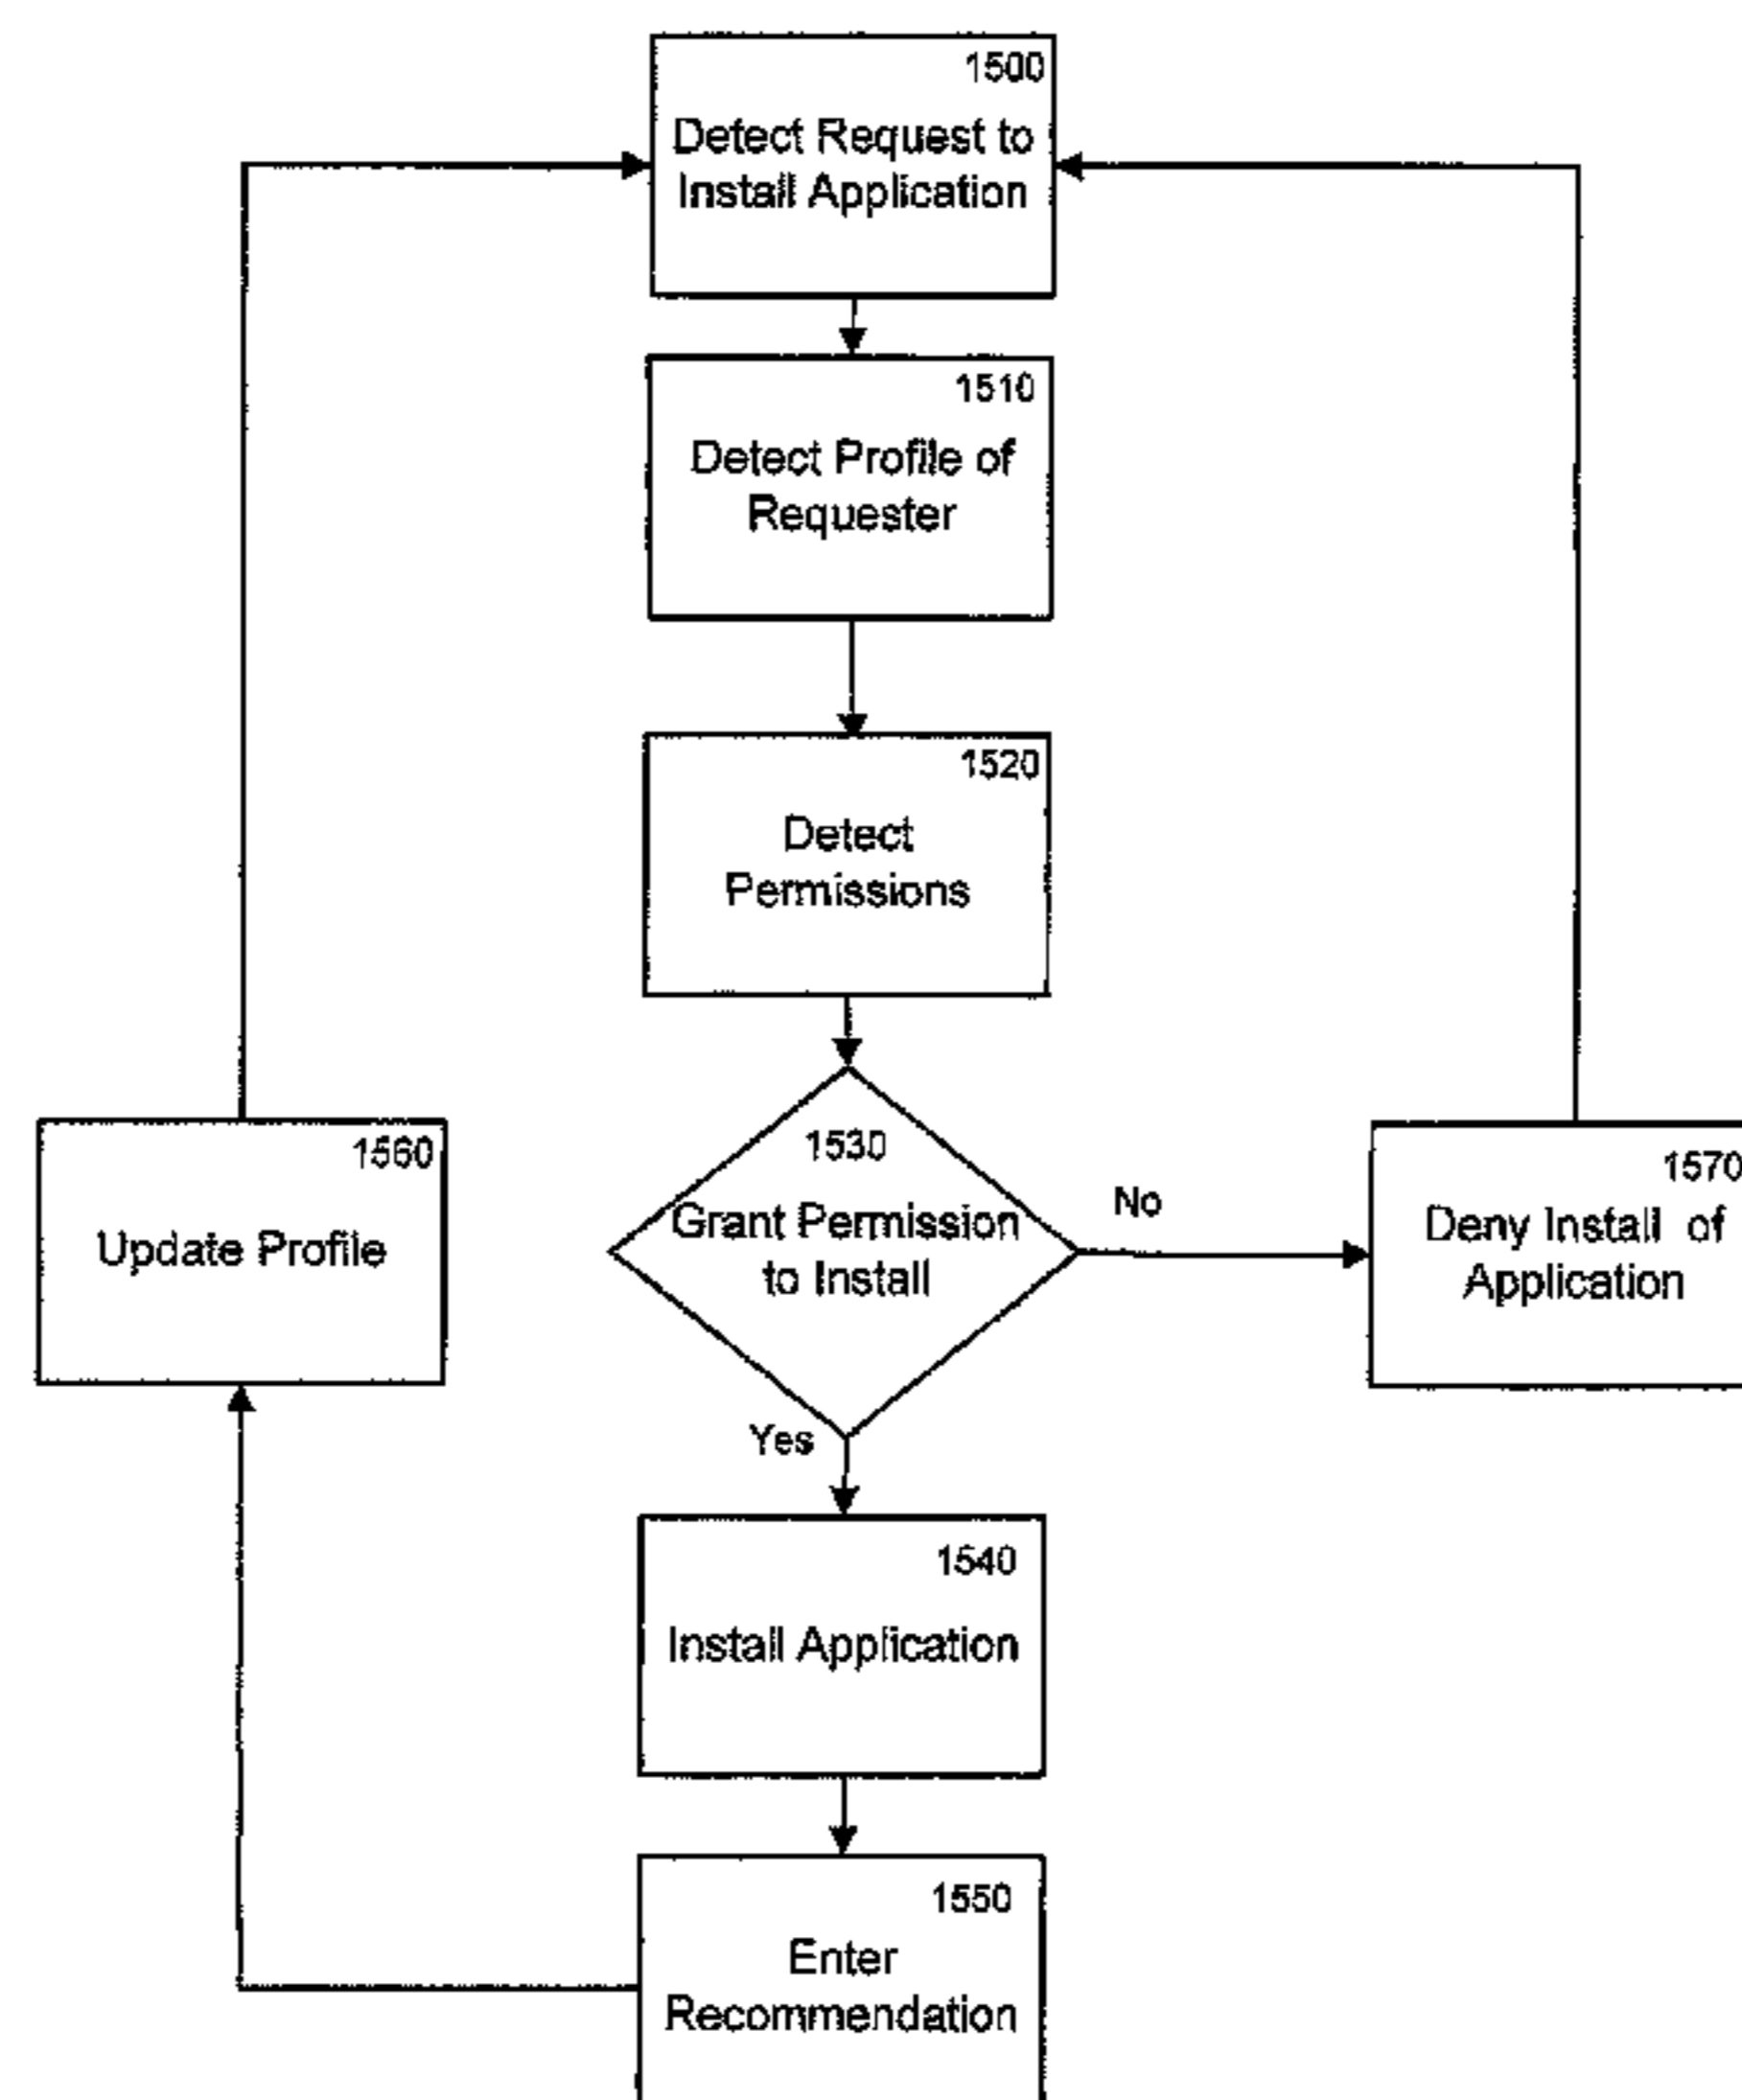 1500
Detect Request to
Install Application
1510
Detect Profile of
Requester
1520
Detect
Permissions
1530
Grant Permission
to Install
No
Yes
1560
Update Profile
1570
Deny Install of
Application
1540
Install Application
1550
Enter
Recommendation